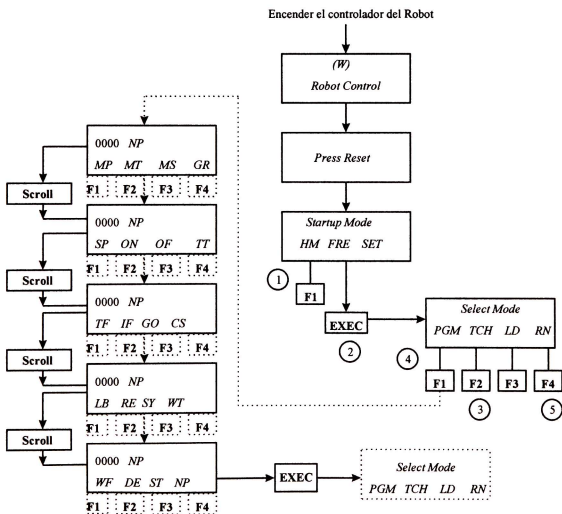 Encender el controlador del Robot
(W)
Robot Control
Press Reset
Startup Mode
HM FRE SET
1
F1
EXEC
2
Select Mode
PGM TCH LD RN
4
F1 F2 F3 F4
3
5
0000 NP
MP MT MS GR
F1 F2 F3 F4
Scroll
0000 NP
SP ON OF TT
F1 F2 F3 F4
Scroll
0000 NP
TF IF GO CS
F1 F2 F3 F4
Scroll
0000 NP
LB RE SY WT
F1 F2 F3 F4
Scroll
0000 NP
WF DE ST NP
F1 F2 F3 F4
EXEC
Select Mode
PGM TCH LD RN